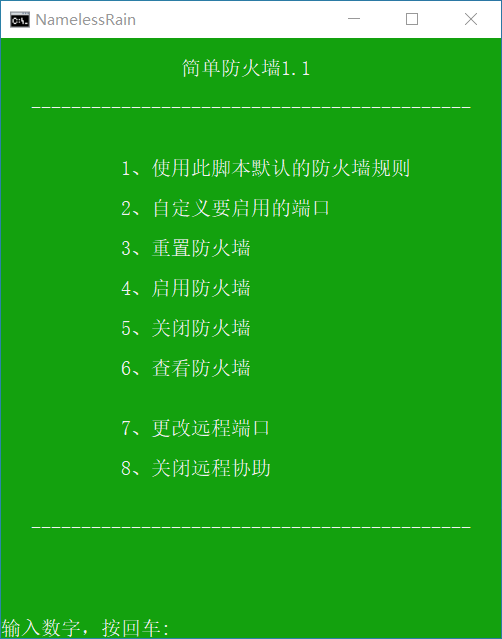 NamelessRain
简单防火墙1.1
--------------------------------------------
1、使用此脚本默认的防火墙规则
2、自定义要启用的端口
3、重置防火墙
4、启用防火墙
5、关闭防火墙
6、查看防火墙
7、更改远程端口
8、关闭远程协助
--------------------------------------------
输入数字，按回车: